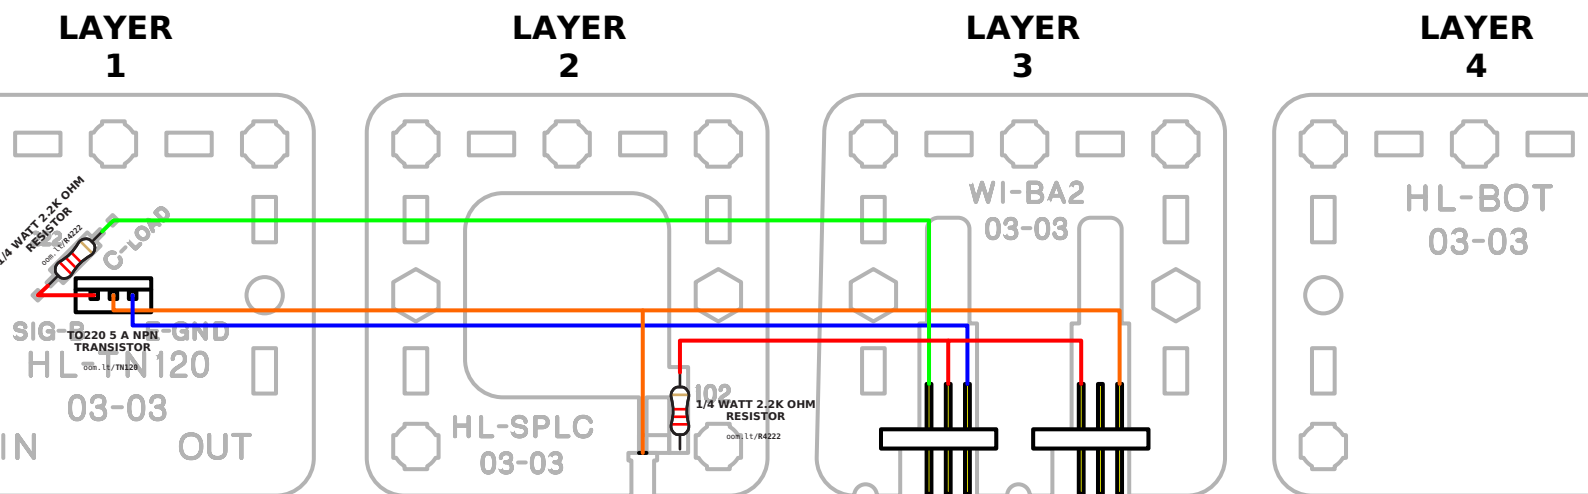 LAYER
1
LAYER
2
LAYER
3
LAYER
4
1/4 WATT 2.2K OHM
RESISTOR
oom.lt/R4222
C-LOAD
SIG-B
E-GND
TO220 5 A NPN
TRANSISTOR
oom.lt/TN120
HL-TN120
03-03
IN
OUT
I02
1/4 WATT 2.2K OHM
RESISTOR
oom.lt/R4222
HL-SPLC
03-03
WI-BA2
03-03
HL-BOT
03-03